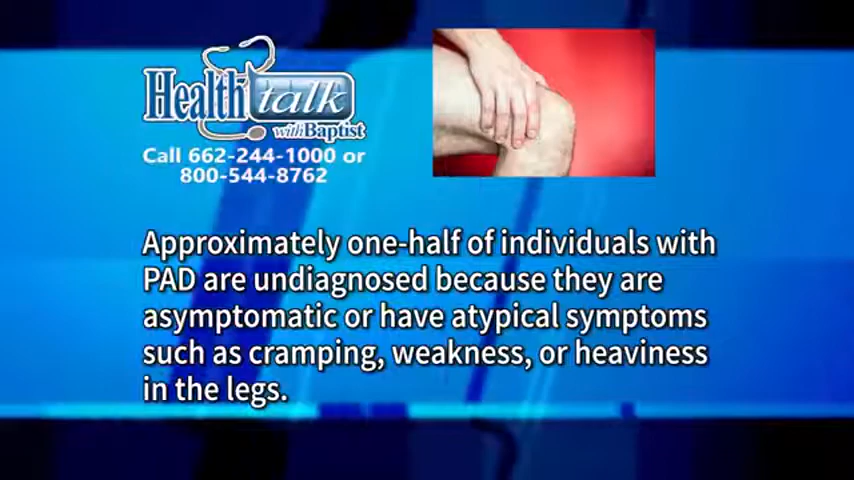 Health talk
with Baptist
Call 662-244-1000 or
800-544-8762
Approximately one-half of individuals with
PAD are undiagnosed because they are
asymptomatic or have atypical symptoms
such as cramping, weakness, or heaviness
in the legs.